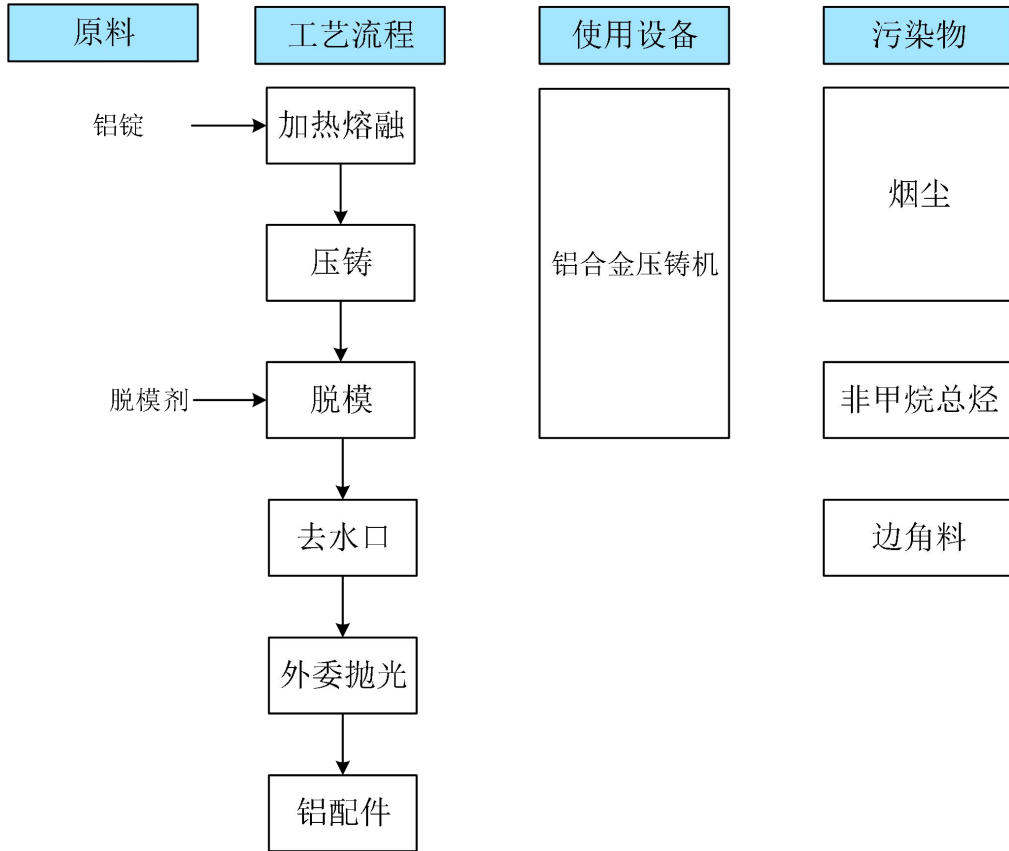 原料
工艺流程
使用设备
污染物
铝锭
加热熔融
烟尘
压铸
铝合金压铸机
脱模剂
脱模
非甲烷总烃
去水口
边角料
外委抛光
铝配件